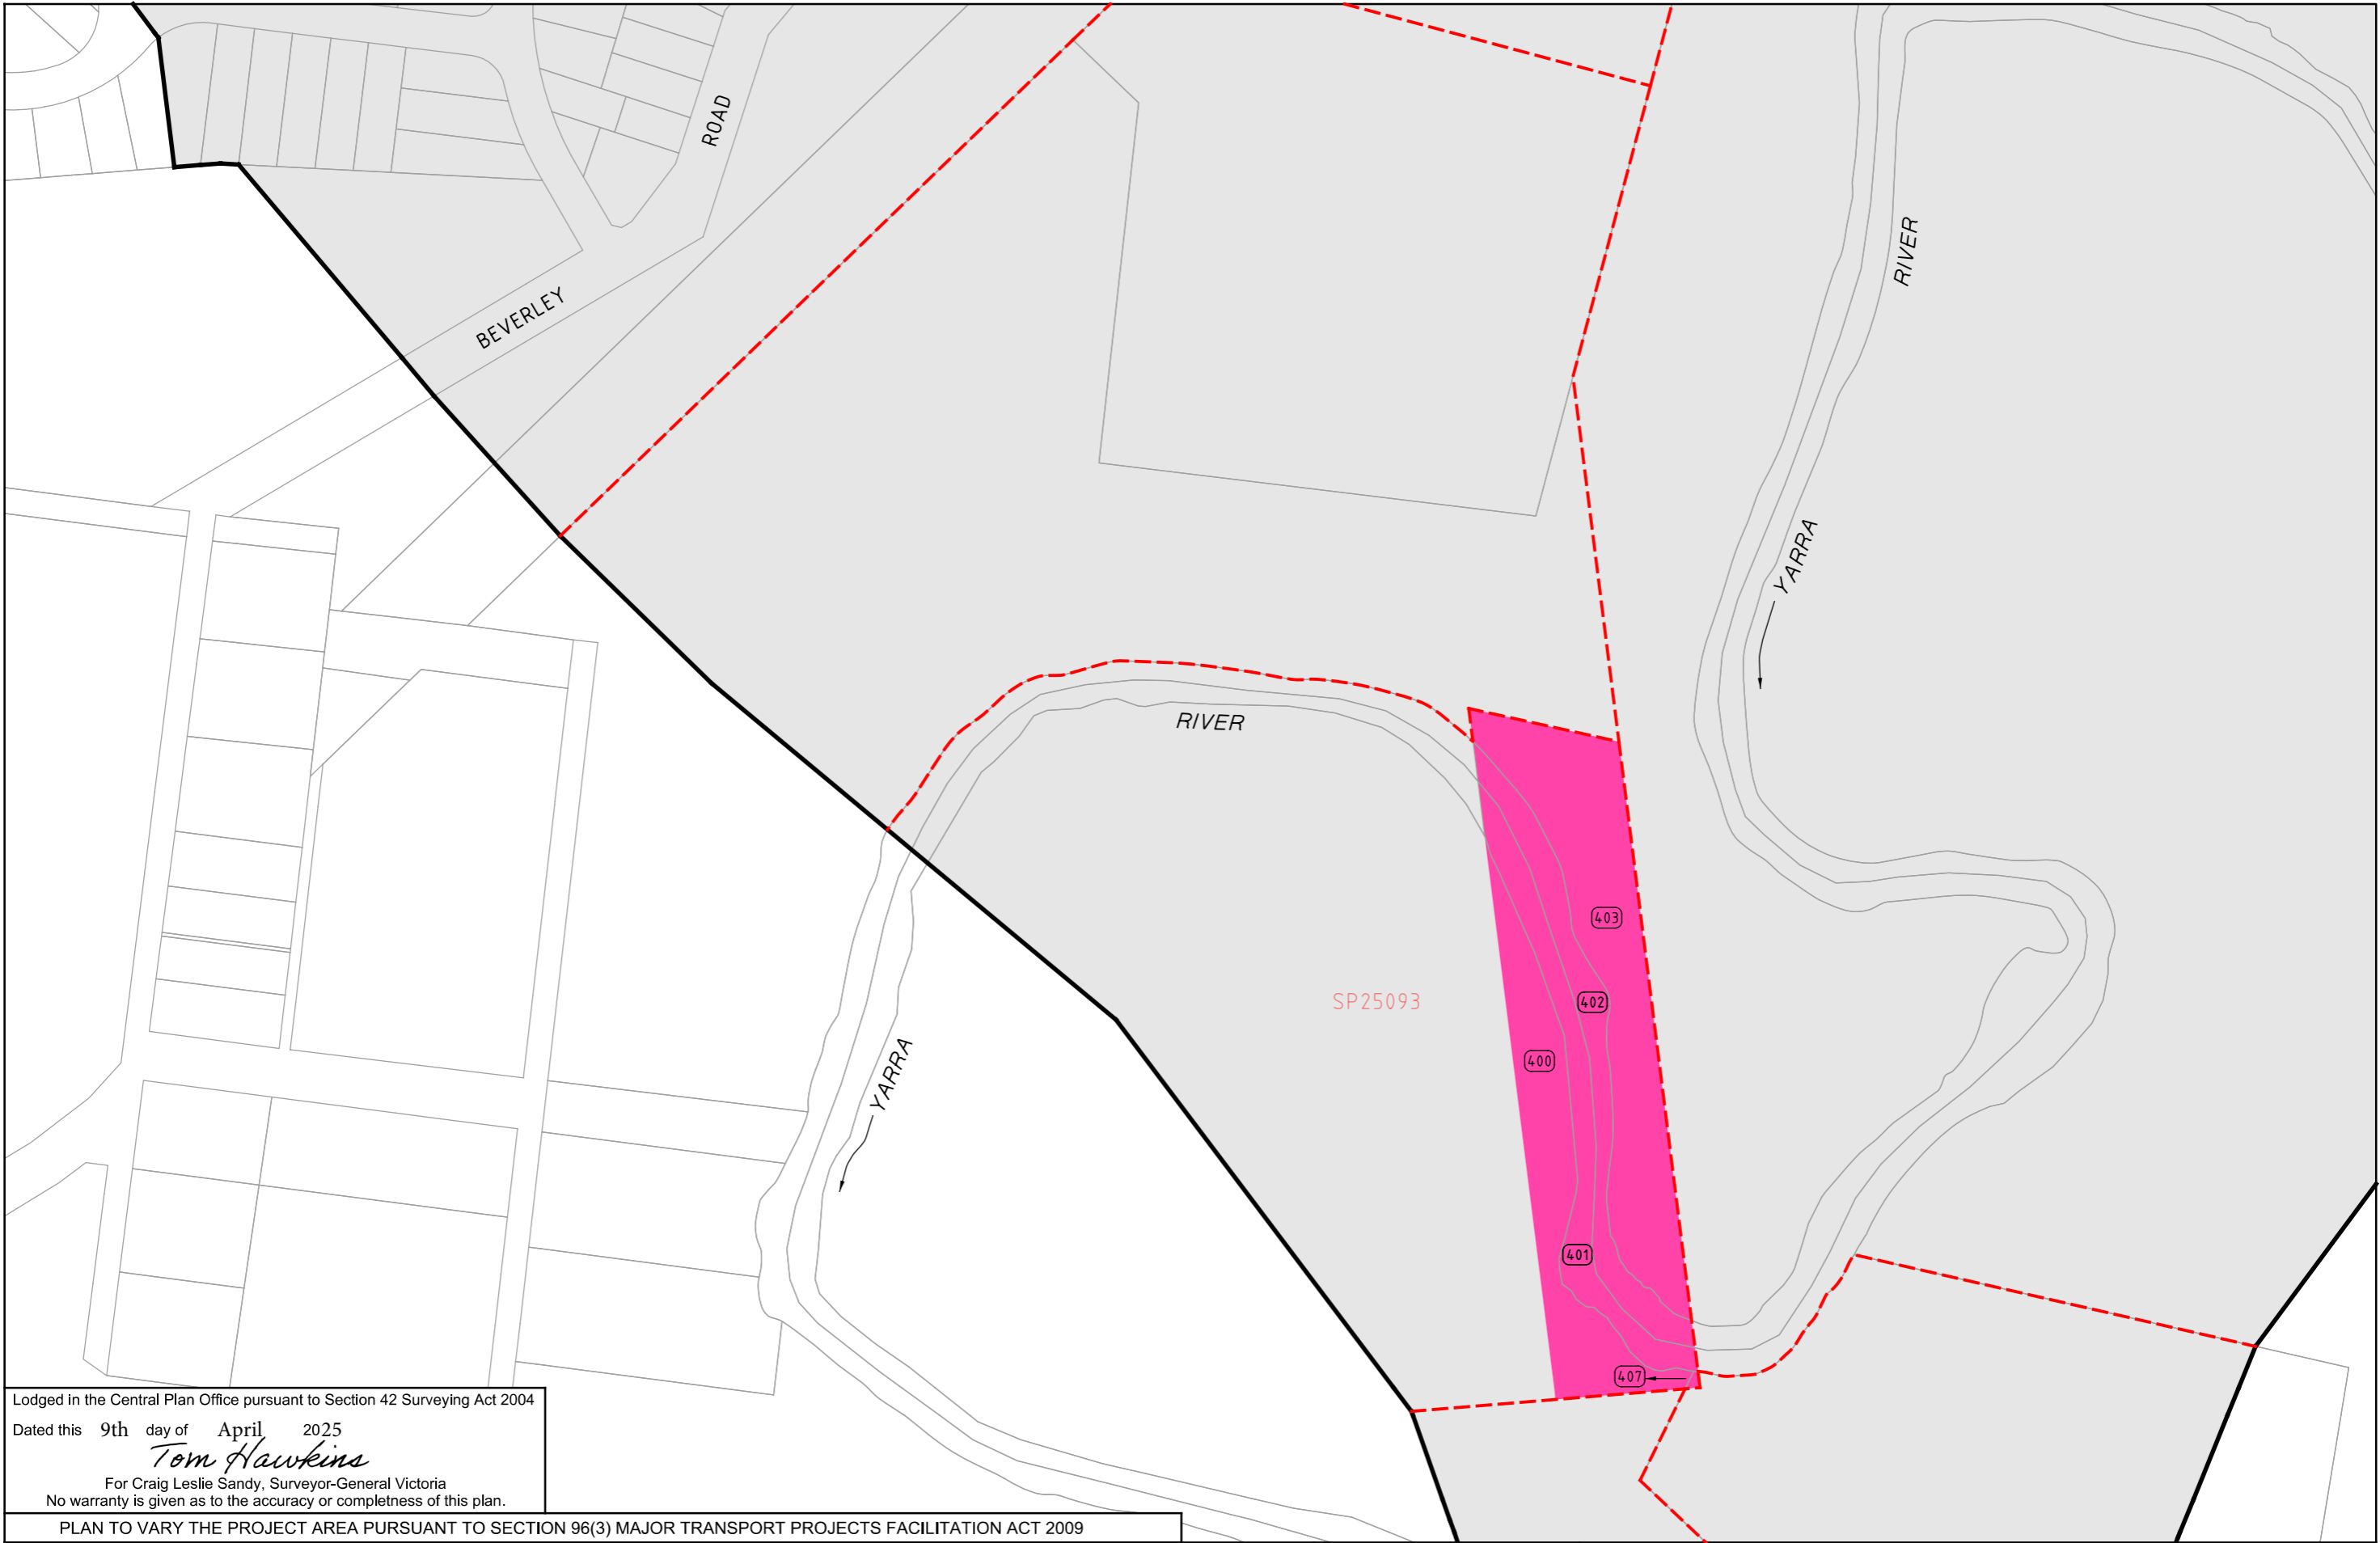 ROAD
BEVERLEY
RIVER
YARRA
RIVER
403
SP25093
402
400
YARRA
401
407
Lodged in the Central Plan Office pursuant to Section 42 Surveying Act 2004
Dated this 9th day of April 2025
Tom Hawkins
For Craig Leslie Sandy, Surveyor-General Victoria
No warranty is given as to the accuracy or completness of this plan.
PLAN TO VARY THE PROJECT AREA PURSUANT TO SECTION 96(3) MAJOR TRANSPORT PROJECTS FACILITATION ACT 2009